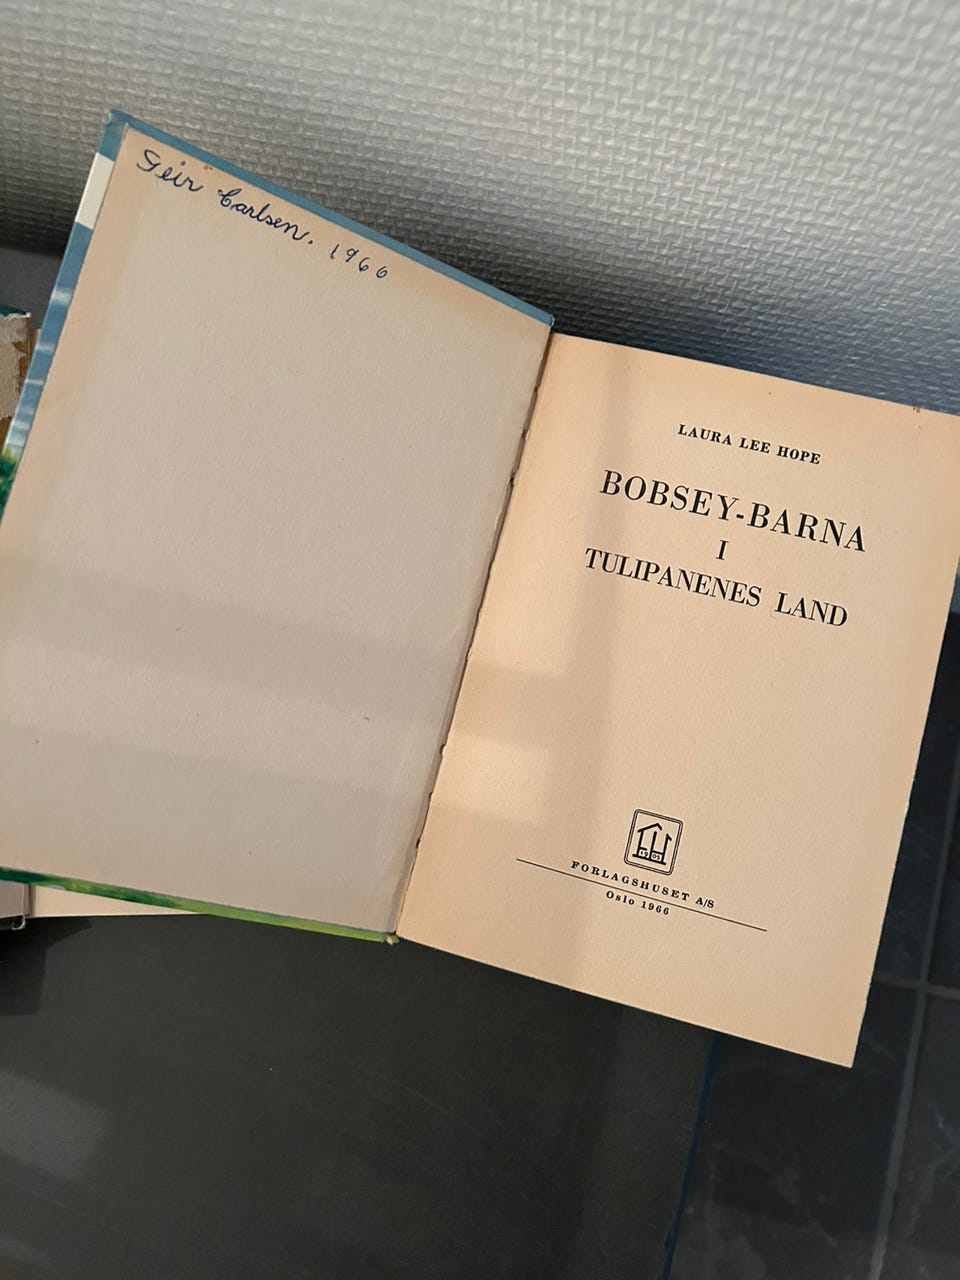 Geir Carlsen. 1966
LAURA LEE HOPE
BOBSEY-BARNA
I
TULIPANENES LAND
FORLAGSHUSET A/S
Oslo 1966